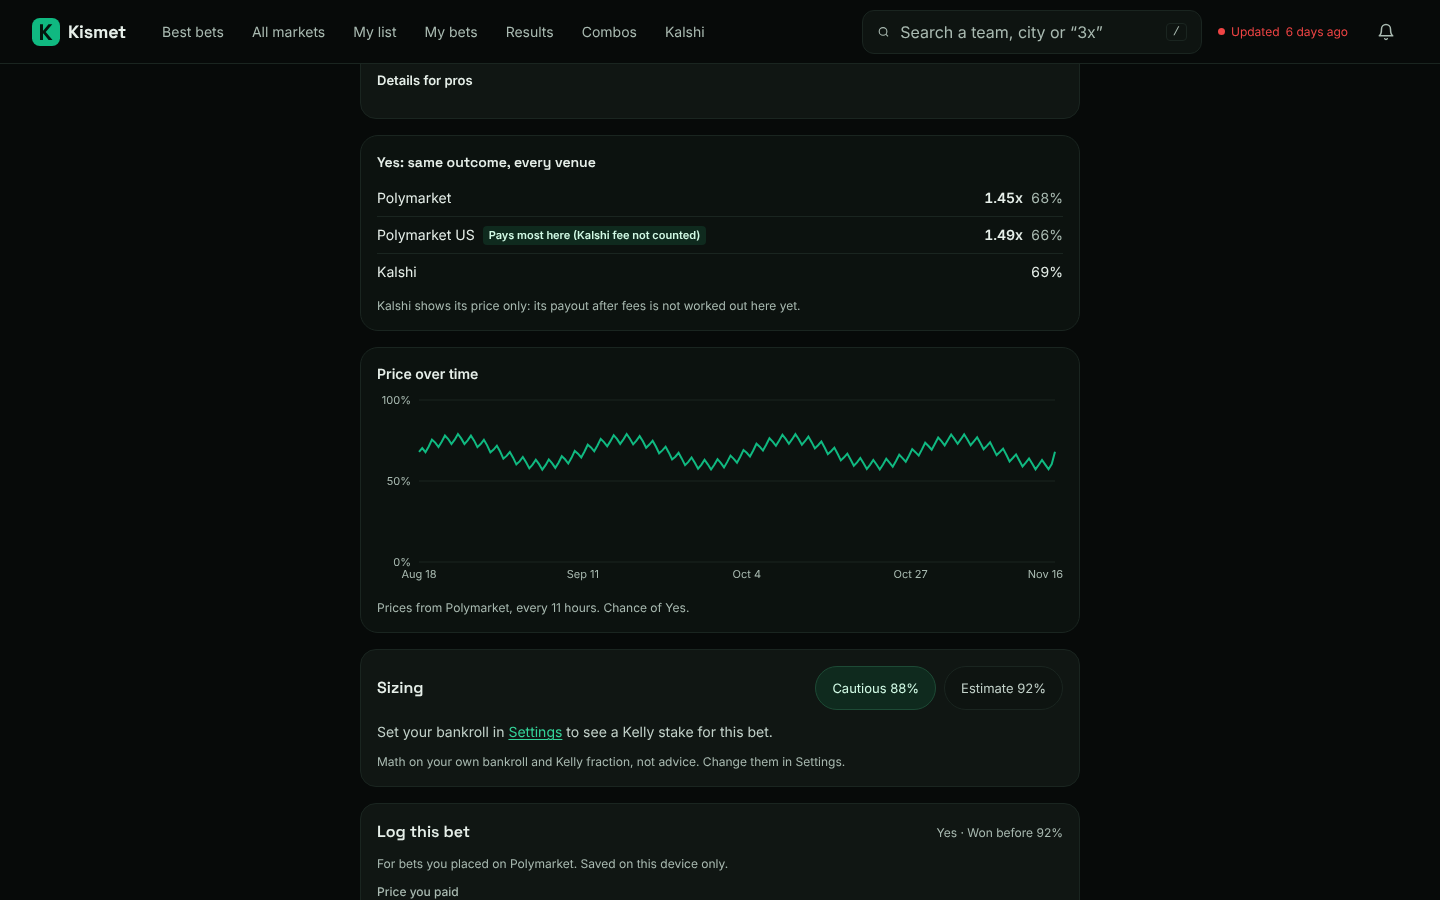 K Kismet Best bets All markets My list My bets Results Combos Kalshi Search a team, city or “3x” / Updated 6 days ago
Details for pros
Yes: same outcome, every venue
Polymarket 1.45x 68%
Polymarket US Pays most here (Kalshi fee not counted) 1.49x 66%
Kalshi 69%
Kalshi shows its price only: its payout after fees is not worked out here yet.
Price over time
100%
50%
0%
Aug 18 Sep 11 Oct 4 Oct 27 Nov 16
Prices from Polymarket, every 11 hours. Chance of Yes.
Sizing Cautious 88% Estimate 92%
Set your bankroll in Settings to see a Kelly stake for this bet.
Math on your own bankroll and Kelly fraction, not advice. Change them in Settings.
Log this bet Yes · Won before 92%
For bets you placed on Polymarket. Saved on this device only.
Price you paid